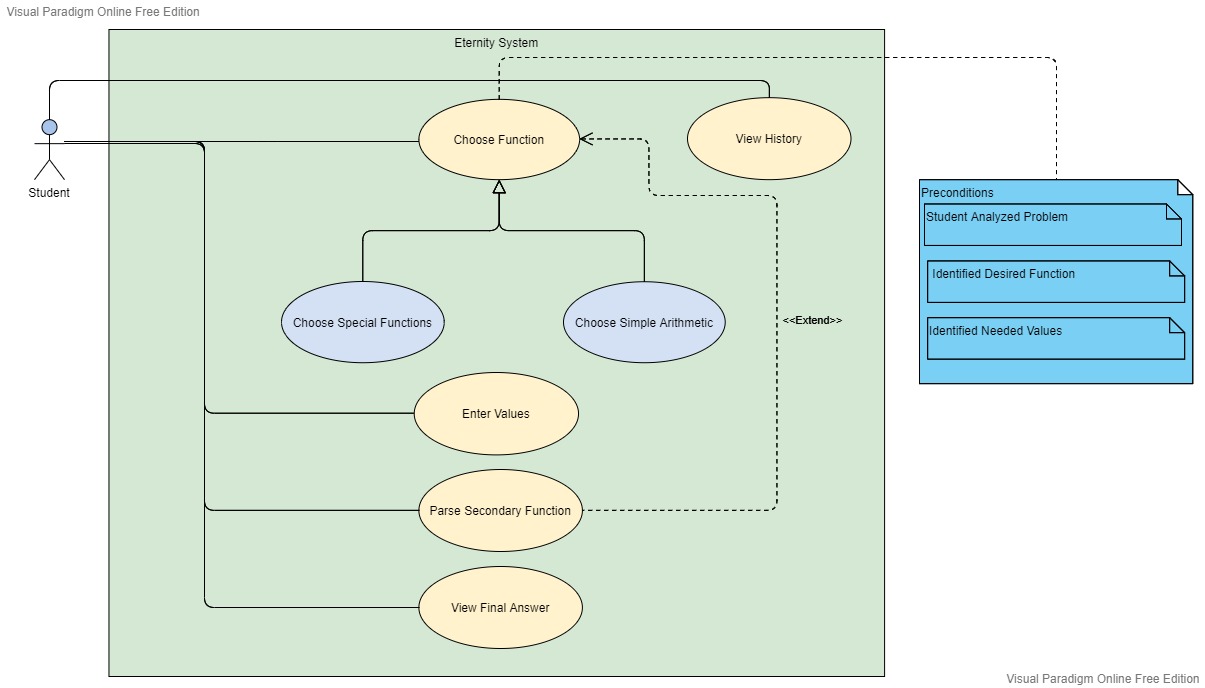 Visual Paradigm Online Free Edition
Eternity System
Choose Function
View History
Student
Preconditions
Student Analyzed Problem
Identified Desired Function
Identified Needed Values
Choose Special Functions
Choose Simple Arithmetic
<<Extend>>
Enter Values
Parse Secondary Function
View Final Answer
Visual Paradigm Online Free Edition